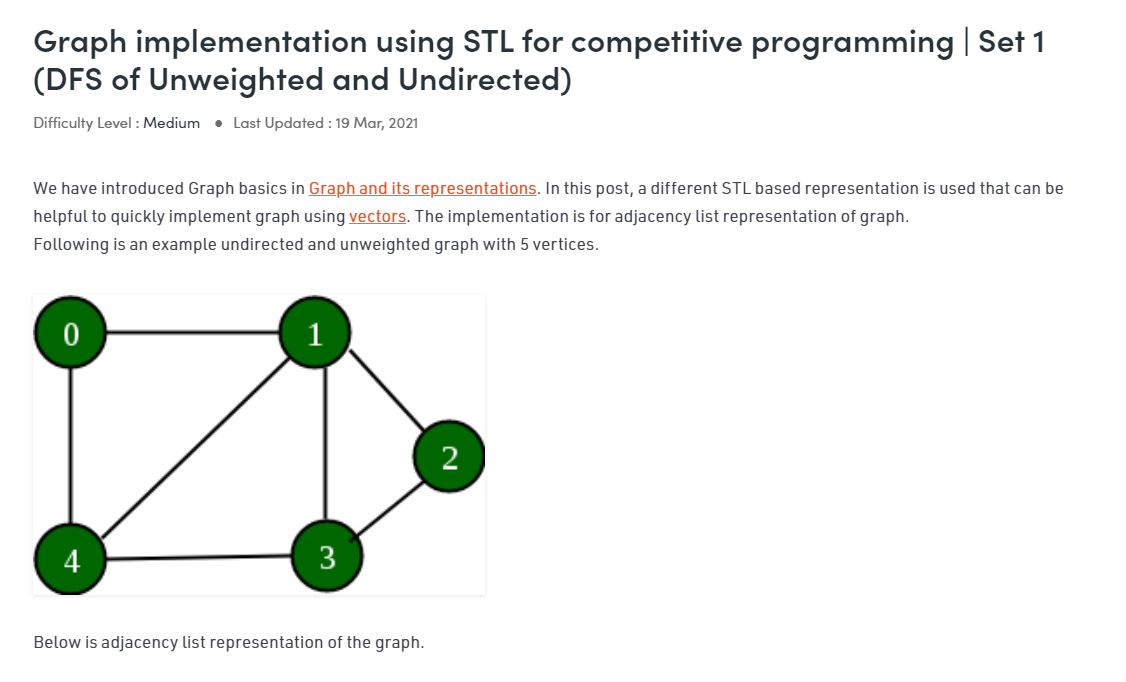 Graph implementation using STL for competitive programming | Set 1
(DFS of Unweighted and Undirected)
Difficulty Level : Medium ● Last Updated : 19 Mar, 2021
We have introduced Graph basics in Graph and its representations. In this post, a different STL based representation is used that can be
helpful to quickly implement graph using vectors. The implementation is for adjacency list representation of graph.
Following is an example undirected and unweighted graph with 5 vertices.
0 1
2
4 3
Below is adjacency list representation of the graph.